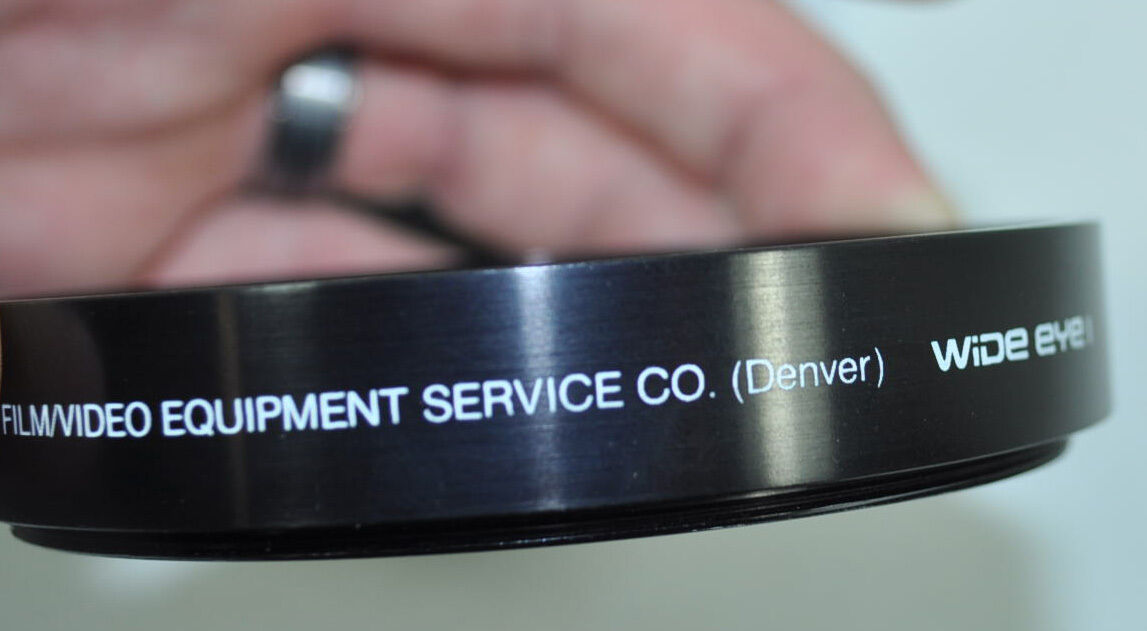 FILM/VIDEO EQUIPMENT SERVICE CO. (Denver) WiDe eYe